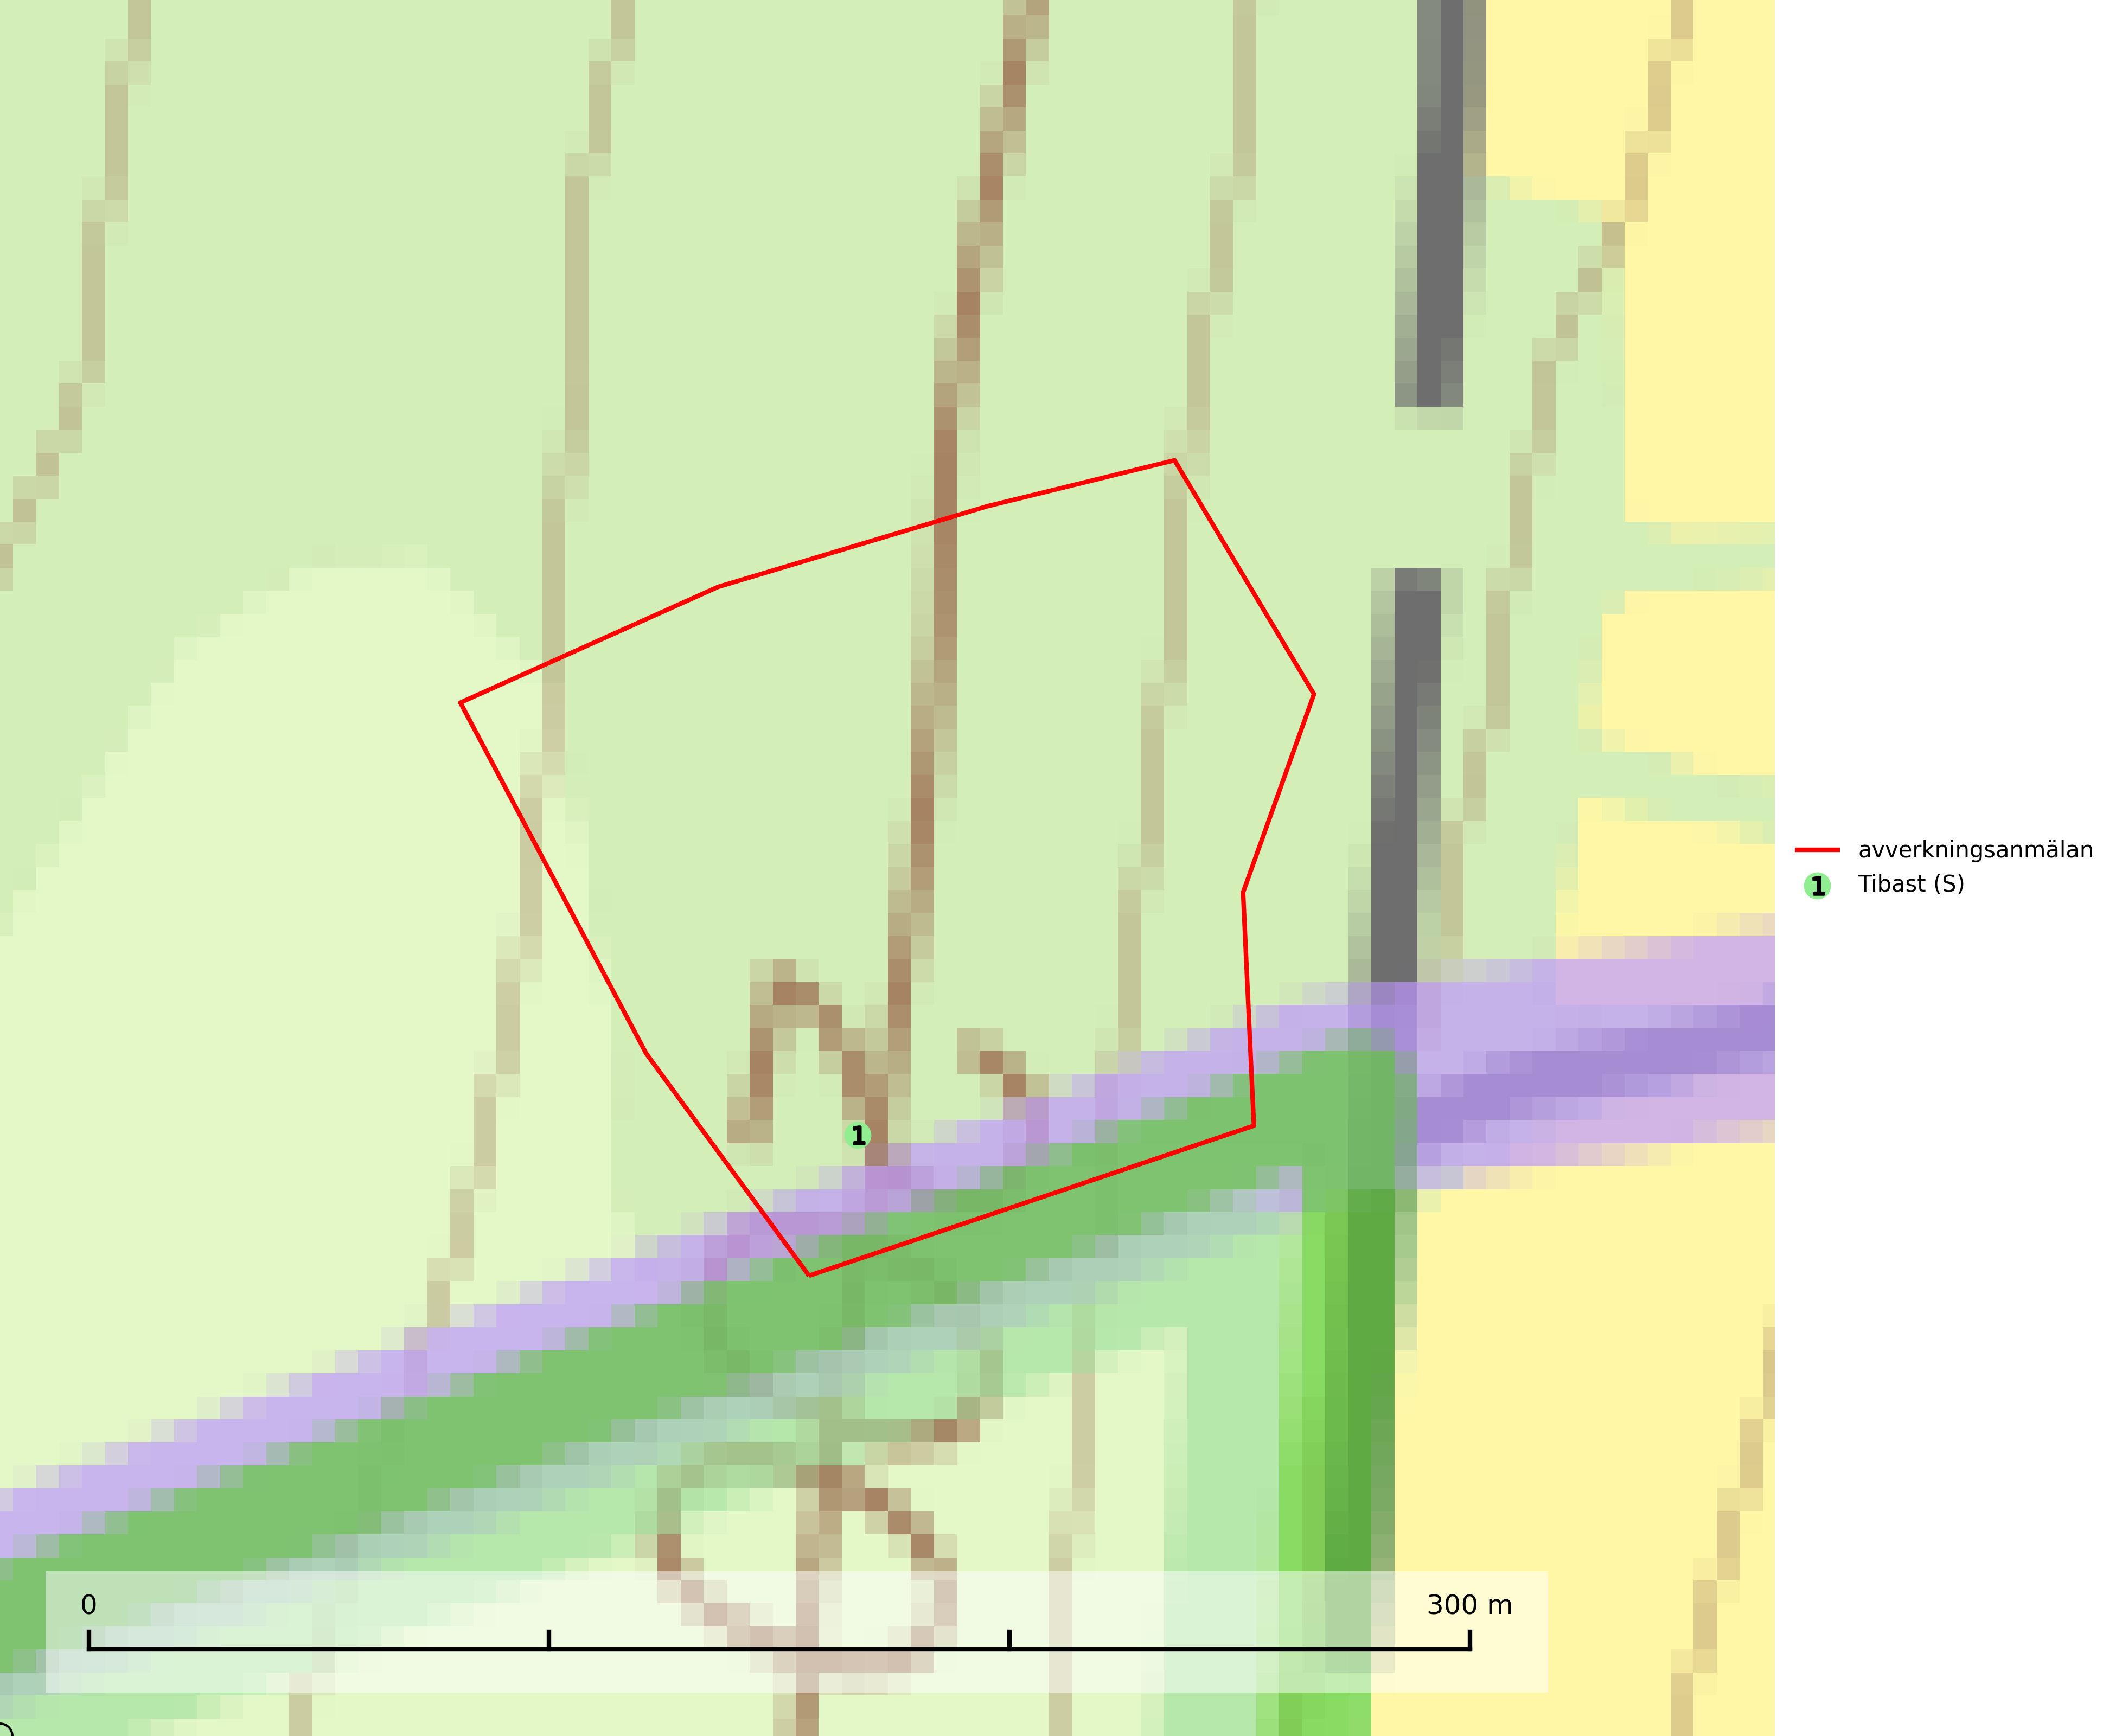 1
avverkningsanmälan
1 Tibast (S)
0 300 m